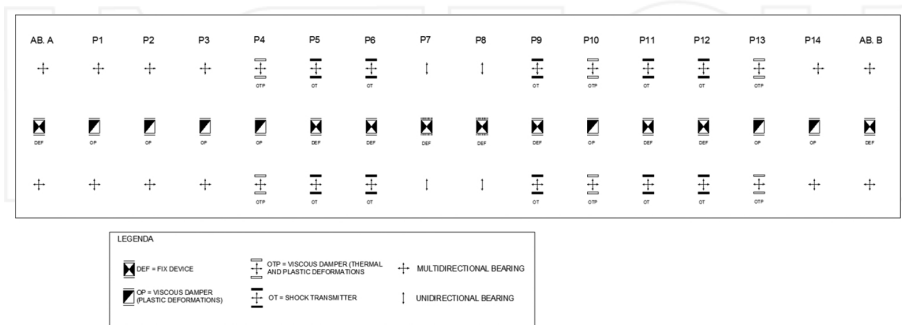 AB. A P1 P2 P3 P4 P5 P6 P7 P8 P9 P10 P11 P12 P13 P14 AB. B
OTP OT OT OT OTP OT OT OTP
DEF OP OP OP OP DEF DEF DEF DEF DEF OP DEF DEF OP OP DEF
OTP OT OT OT OTP OT OT OTP
LEGENDA
DEF = FIX DEVICE
OP = VISCOUS DAMPER
(PLASTIC DEFORMATIONS)
OTP = VISCOUS DAMPER (THERMAL
AND PLASTIC DEFORMATIONS
OT = SHOCK TRANSMITTER
MULTIDIRECTIONAL BEARING
UNIDIRECTIONAL BEARING